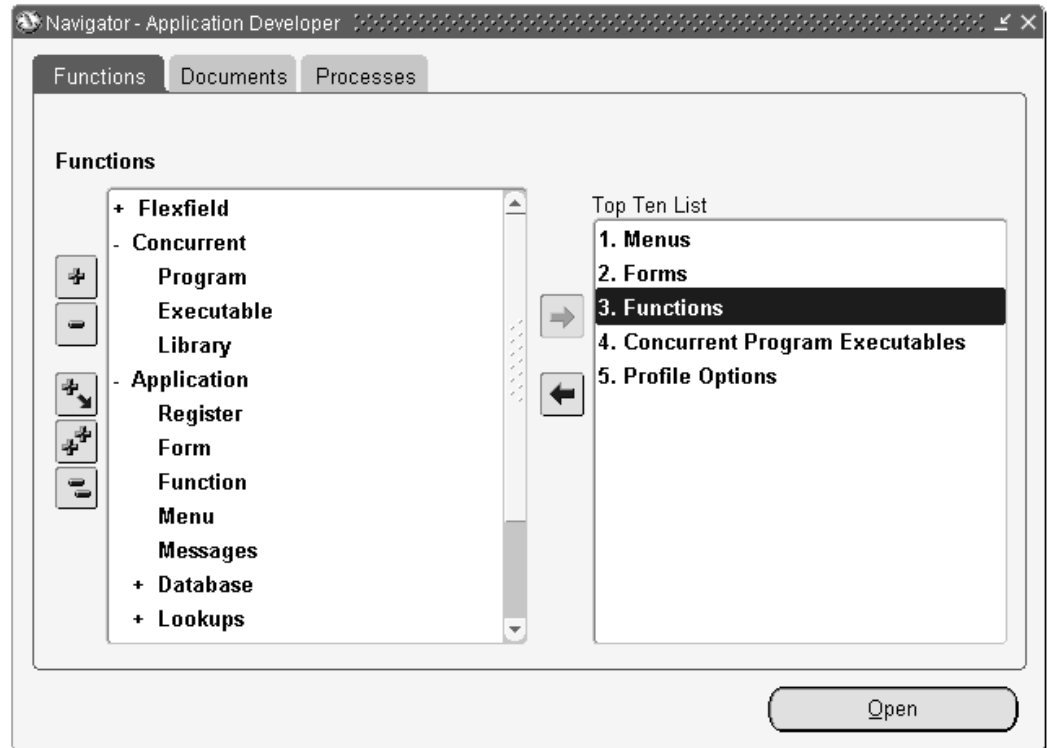 Navigator - Application Developer
Functions Documents Processes
Functions
+ Flexfield
- Concurrent
Program
Executable
Library
- Application
Register
Form
Function
Menu
Messages
+ Database
+ Lookups
Top Ten List
1. Menus
2. Forms
3. Functions
4. Concurrent Program Executables
5. Profile Options
Open